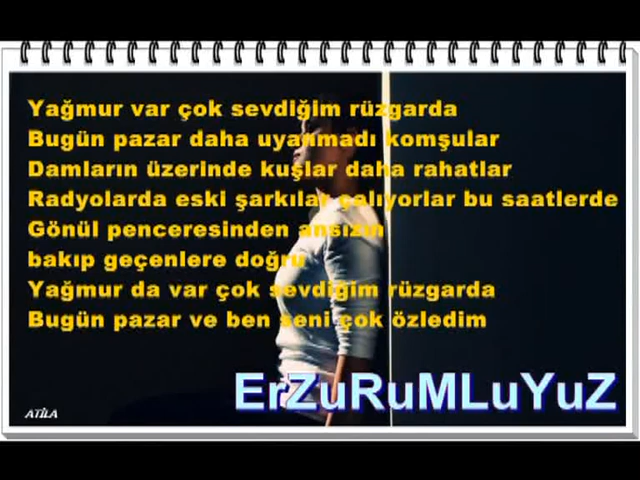 Yağmur var çok sevdiğim rüzgarda
Bugün pazar daha uyanmadı komşular
Damların üzerinde kuşlar daha rahatlar
Radyolarda eski şarkılar çalıyorlar bu saatlerde
Gönül penceresinden ansızın
bakıp geçenlere doğru
Yağmur da var çok sevdiğim rüzgarda
Bugün pazar ve ben seni çok özledim
ErZuRuMLuYuZ
ATİLA